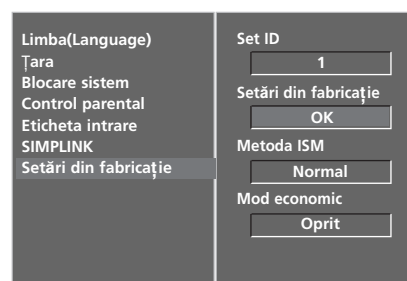 Limba(Language)
Țara
Blocare sistem
Control parental
Eticheta intrare
SIMPLINK
Setări din fabricație
Set ID
1
Setări din fabricație
OK
Metoda ISM
Normal
Mod economic
Oprit